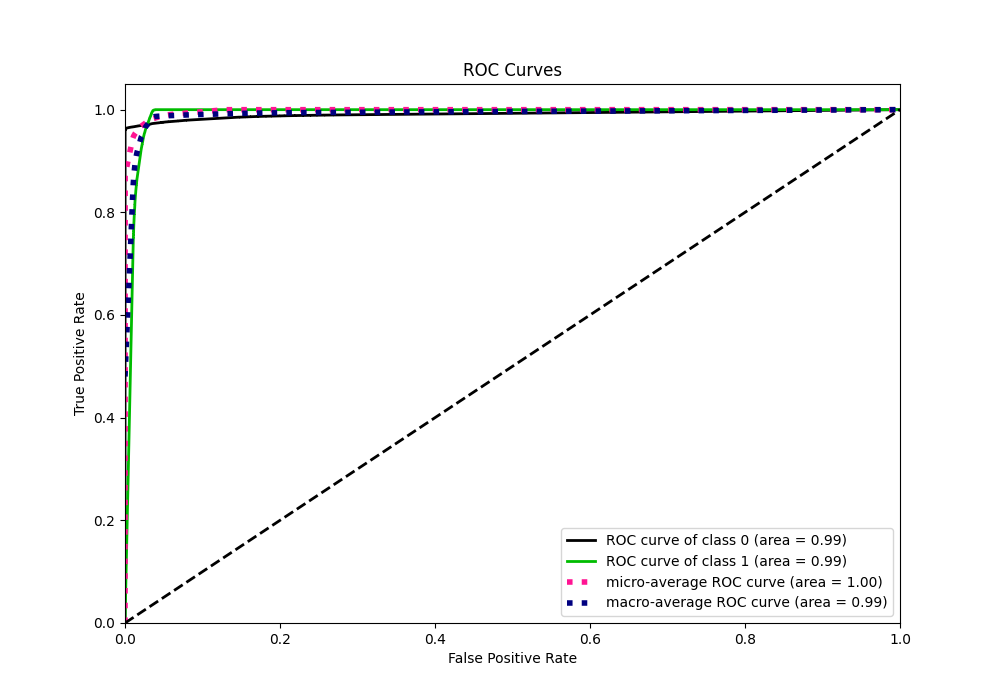 ROC Curves
True Positive Rate
1.0
0.8
0.6
0.4
0.2
0.0
ROC curve of class 0 (area = 0.99)
ROC curve of class 1 (area = 0.99)
micro-average ROC curve (area = 1.00)
macro-average ROC curve (area = 0.99)
0.0 0.2 0.4 0.6 0.8 1.0
False Positive Rate